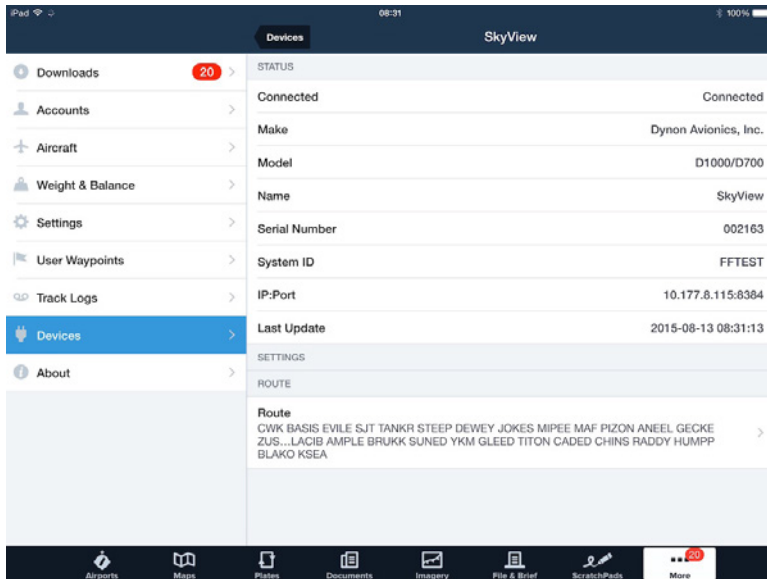 iPad 08:31 100%
Devices SkyView
Downloads 20
Accounts
Aircraft
Weight & Balance
Settings
User Waypoints
Track Logs
Devices
About
STATUS
Connected Connected
Make Dynon Avionics, Inc.
Model D1000/D700
Name SkyView
Serial Number 002163
System ID FFTEST
IP:Port 10.177.8.115:8384
Last Update 2015-08-13 08:31:13
SETTINGS
ROUTE
Route
CWK BASIS EVILE SJT TANKR STEEP DEWEY JOKES MIPEE MAF PIZON ANEEL GECKE
ZUS...LACIB AMPLE BRUKK SUNED YKM GLEED TITON CADED CHINS RADDY HUMPP
BLAKO KSEA
Airports Maps Plates Documents Imagery File & Brief ScratchPads More 20